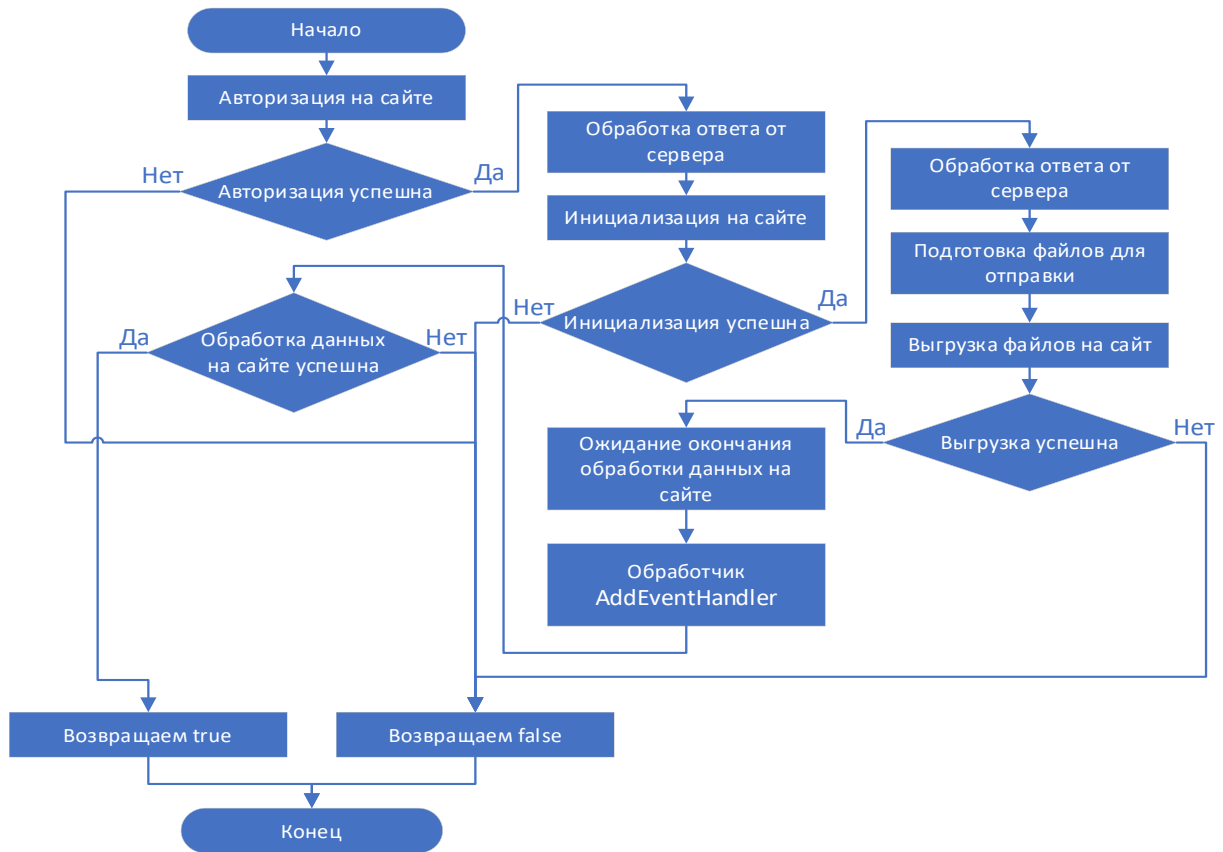 Начало
Авторизация на сайте
Авторизация успешна
Нет
Да
Обработка ответа от
сервера
Инициализация на сайте
Инициализация успешна
Нет
Да
Обработка ответа от
сервера
Подготовка файлов для
отправки
Выгрузка файлов на сайт
Выгрузка успешна
Да
Нет
Ожидание окончания
обработки данных на
сайте
Обработчик
AddEventHandler
Обработка данных
на сайте успешна
Да
Нет
Возвращаем true
Возвращаем false
Конец